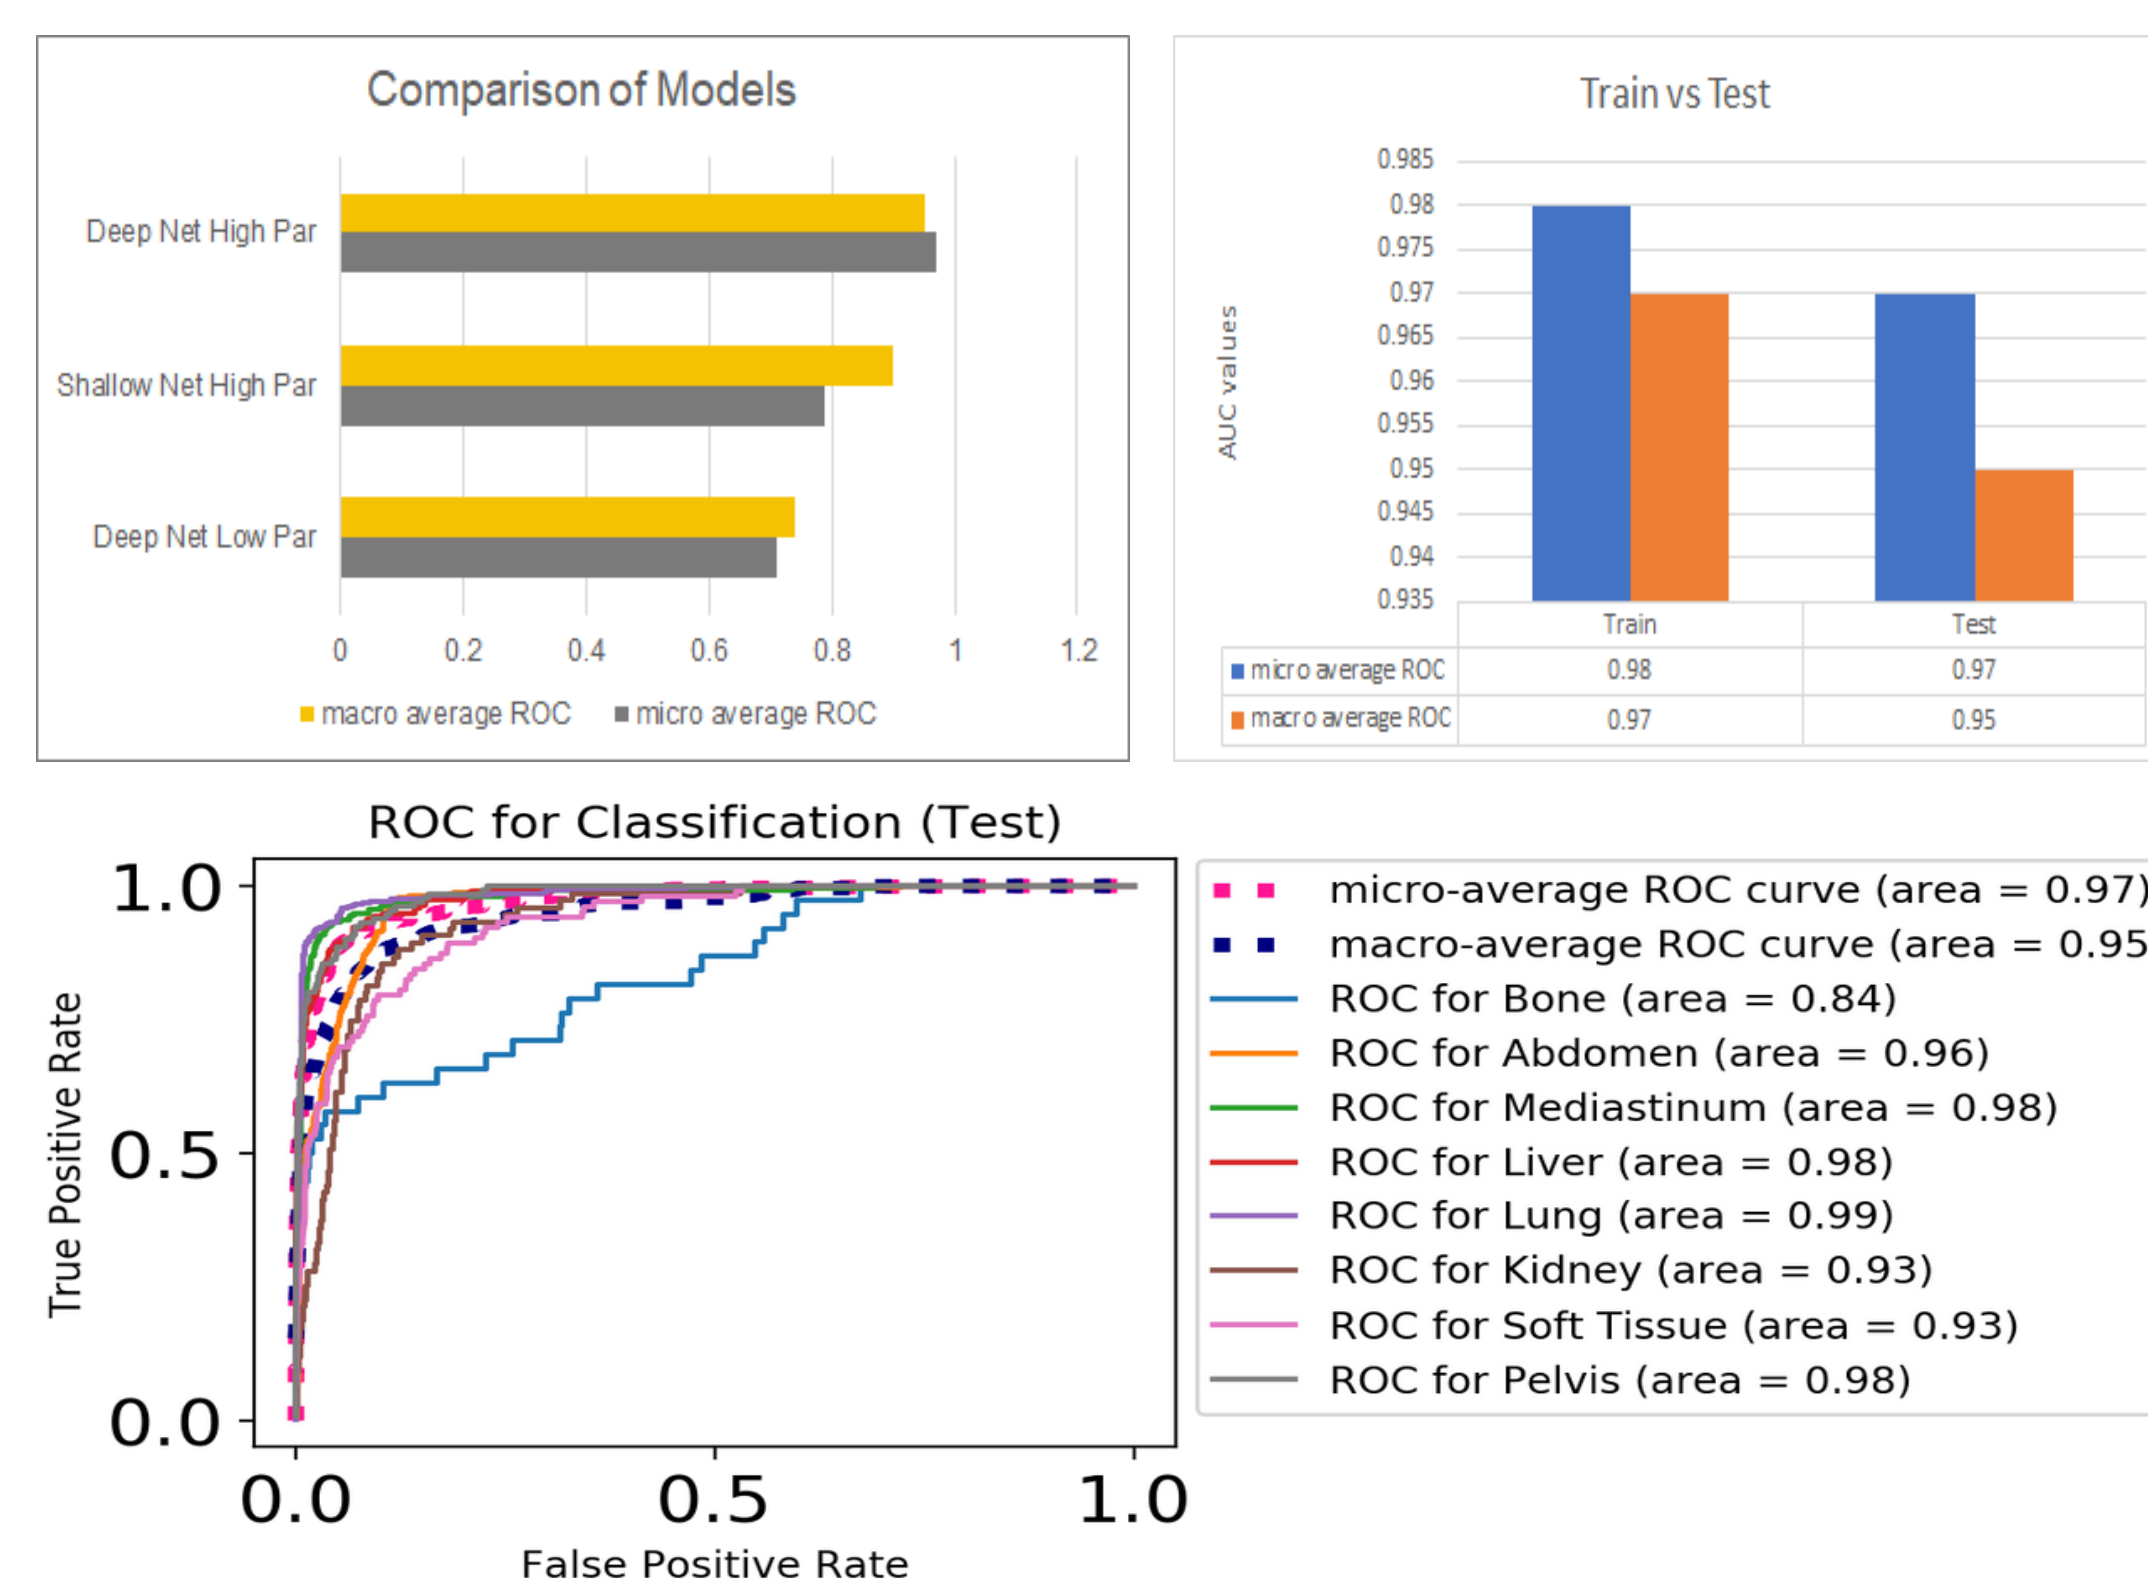 Comparison of Models
Deep Net High Par
Shallow Net High Par
Deep Net Low Par
0 0.2 0.4 0.6 0.8 1 1.2
macro average ROC micro average ROC
Train vs Test
AUC values
0.985
0.98
0.975
0.97
0.965
0.96
0.955
0.95
0.945
0.94
0.935
Train Test
micro average ROC 0.98 0.97
macro average ROC 0.97 0.95
ROC for Classification (Test)
True Positive Rate
1.0
0.5
0.0
0.0 0.5 1.0
False Positive Rate
micro-average ROC curve (area = 0.97)
macro-average ROC curve (area = 0.95
ROC for Bone (area = 0.84)
ROC for Abdomen (area = 0.96)
ROC for Mediastinum (area = 0.98)
ROC for Liver (area = 0.98)
ROC for Lung (area = 0.99)
ROC for Kidney (area = 0.93)
ROC for Soft Tissue (area = 0.93)
ROC for Pelvis (area = 0.98)